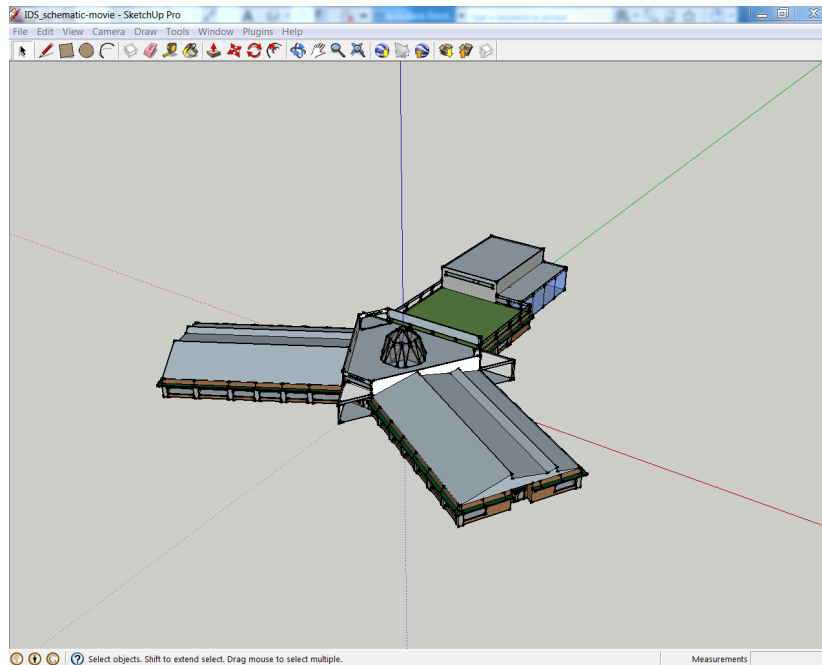 IDS_schematic-movie - SketchUp Pro
File Edit View Camera Draw Tools Window Plugins Help
Select objects. Shift to extend select. Drag mouse to select multiple.
Measurements